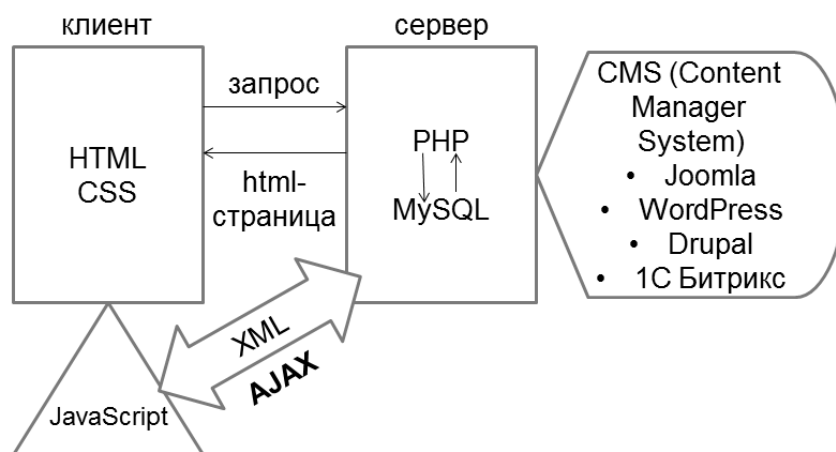 клиент
сервер
HTML
CSS
запрос
html-
страница
PHP
MySQL
CMS (Content
Manager
System)
• Joomla
• WordPress
• Drupal
• 1С Битрикс
XML
AJAX
JavaScript